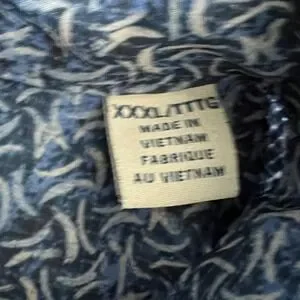 XXXL/TTTG
MADE IN
VIETNAM
FABRIQUE
AU VIETNAM